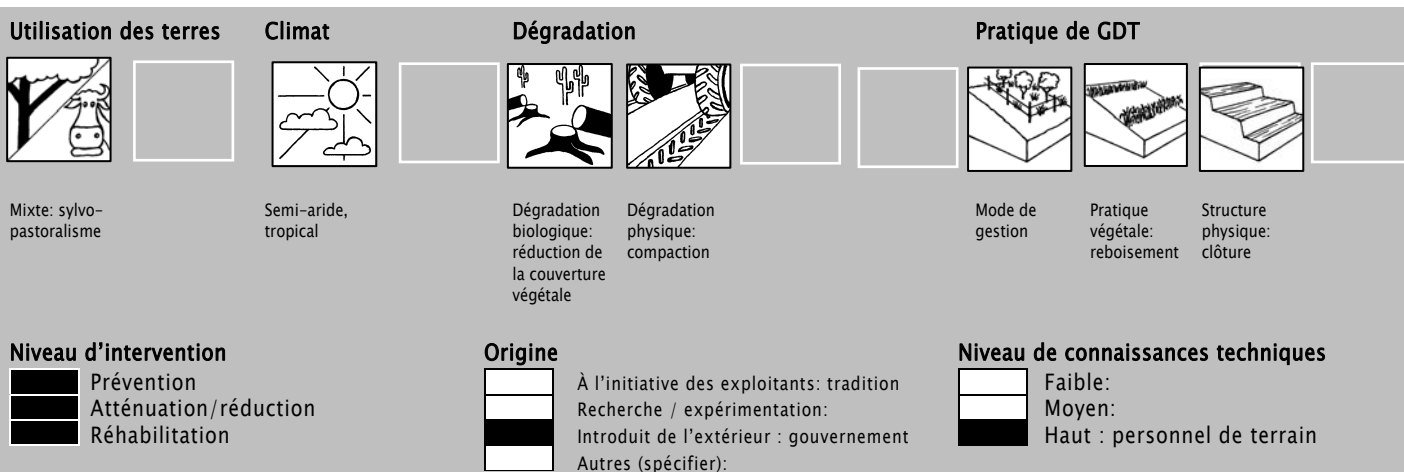 Utilisation des terres
Climat
Dégradation
Pratique de GDT
Mixte: sylvo-
pastoralisme
Semi-aride,
tropical
Dégradation
biologique:
réduction de
la couverture
végétale
Dégradation
physique:
compaction
Mode de
gestion
Pratique
végétale:
reboisement
Structure
physique:
clôture
Niveau d’intervention
Prévention
Atténuation/réduction
Réhabilitation
Origine
À l’initiative des exploitants: tradition
Recherche / expérimentation:
Introduit de l’extérieur : gouvernement
Autres (spécifier):
Niveau de connaissances techniques
Faible:
Moyen:
Haut : personnel de terrain